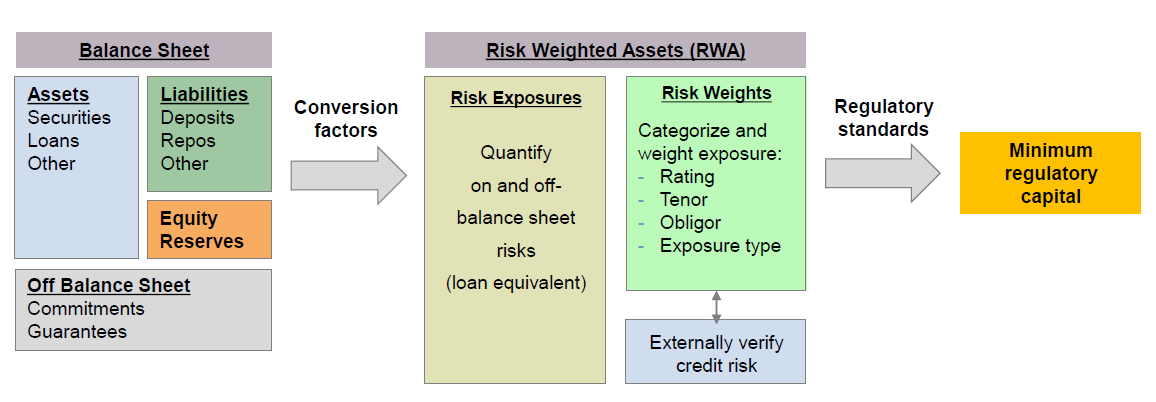 Balance Sheet
Assets
Securities
Loans
Other
Liabilities
Deposits
Repos
Other
Equity
Reserves
Off Balance Sheet
Commitments
Guarantees
Conversion
factors
Risk Weighted Assets (RWA)
Risk Exposures
Quantify
on and off-
balance sheet
risks
(loan equivalent)
Risk Weights
Categorize and
weight exposure:
- Rating
- Tenor
- Obligor
- Exposure type
Externally verify
credit risk
Regulatory
standards
Minimum
regulatory
capital